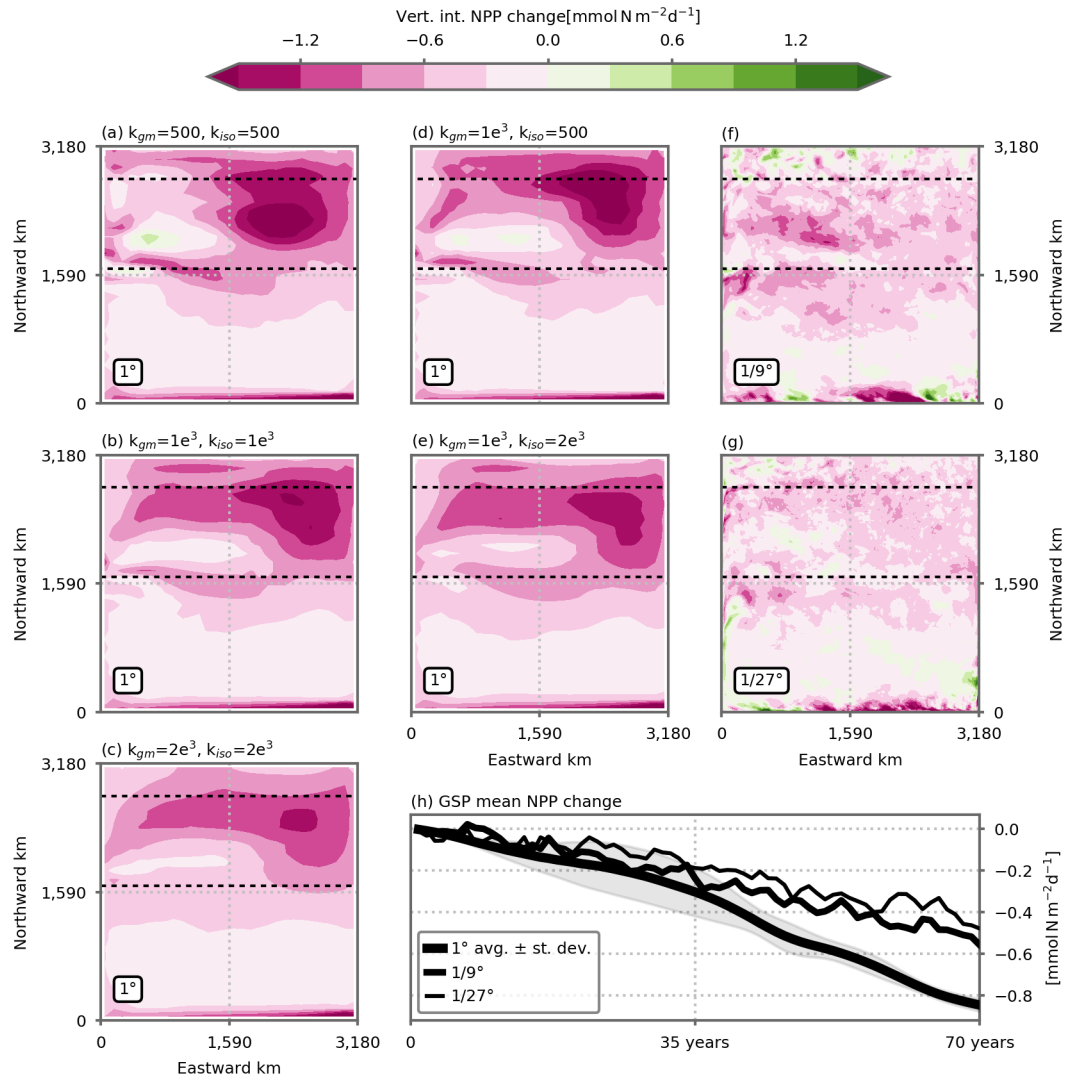 Vert. int. NPP change[mmol N m⁻²d⁻¹]
−1.2 −0.6 0.0 0.6 1.2
(a) k_gm=500, k_iso=500
(d) k_gm=1e³, k_iso=500
(f)
3,180
1,590
0
Northward km
1°
1°
1/9°
3,180
1,590
0
Northward km
(b) k_gm=1e³, k_iso=1e³
(e) k_gm=1e³, k_iso=2e³
(g)
3,180
1,590
0
Northward km
1°
1°
1/27°
3,180
1,590
0
Northward km
0 1,590 3,180
Eastward km
0 1,590 3,180
Eastward km
(c) k_gm=2e³, k_iso=2e³
3,180
1,590
0
Northward km
1°
0 1,590 3,180
Eastward km
(h) GSP mean NPP change
0.0
−0.2
−0.4
−0.6
−0.8
[mmol N m⁻²d⁻¹]
1° avg. ± st. dev.
1/9°
1/27°
0 35 years 70 years